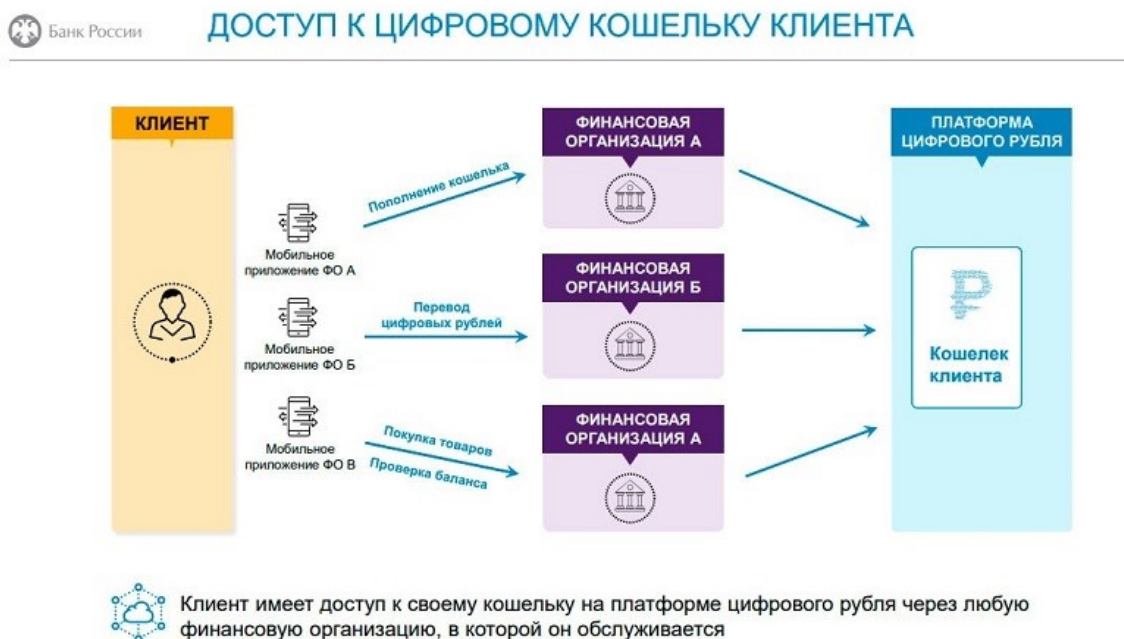 Банк России
ДОСТУП К ЦИФРОВОМУ КОШЕЛЬКУ КЛИЕНТА
КЛИЕНТ
Мобильное
приложение ФО А
Мобильное
приложение ФО Б
Мобильное
приложение ФО В
Пополнение кошелька
Перевод
цифровых рублей
Покупка товаров
Проверка баланса
ФИНАНСОВАЯ
ОРГАНИЗАЦИЯ А
ФИНАНСОВАЯ
ОРГАНИЗАЦИЯ Б
ФИНАНСОВАЯ
ОРГАНИЗАЦИЯ А
ПЛАТФОРМА
ЦИФРОВОГО РУБЛЯ
Кошелек
клиента
Клиент имеет доступ к своему кошельку на платформе цифрового рубля через любую
финансовую организацию, в которой он обслуживается